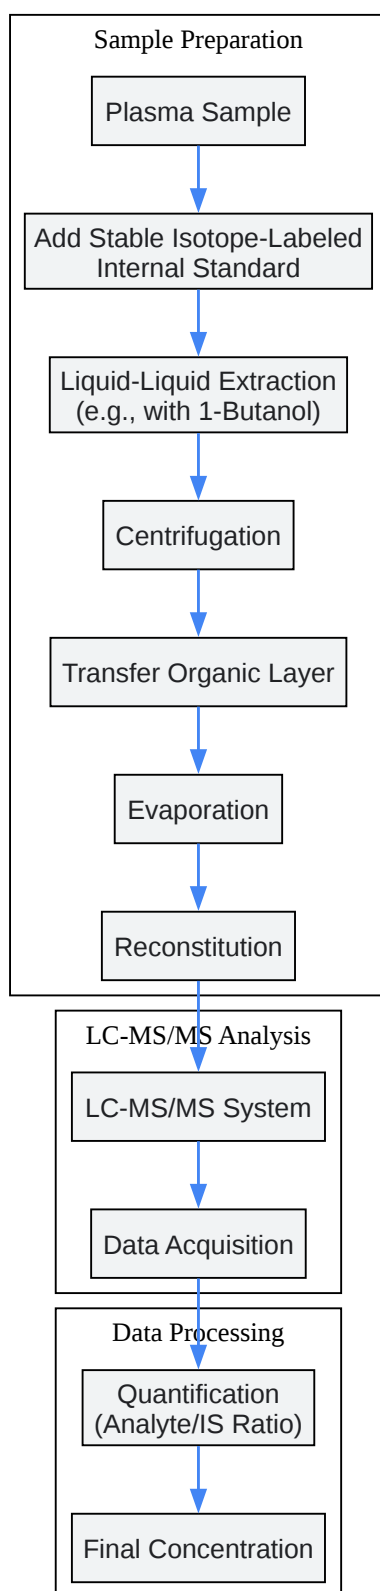 Sample Preparation
Plasma Sample
Add Stable Isotope-Labeled
Internal Standard
Liquid-Liquid Extraction
(e.g., with 1-Butanol)
Centrifugation
Transfer Organic Layer
Evaporation
Reconstitution
LC-MS/MS Analysis
LC-MS/MS System
Data Acquisition
Data Processing
Quantification
(Analyte/IS Ratio)
Final Concentration